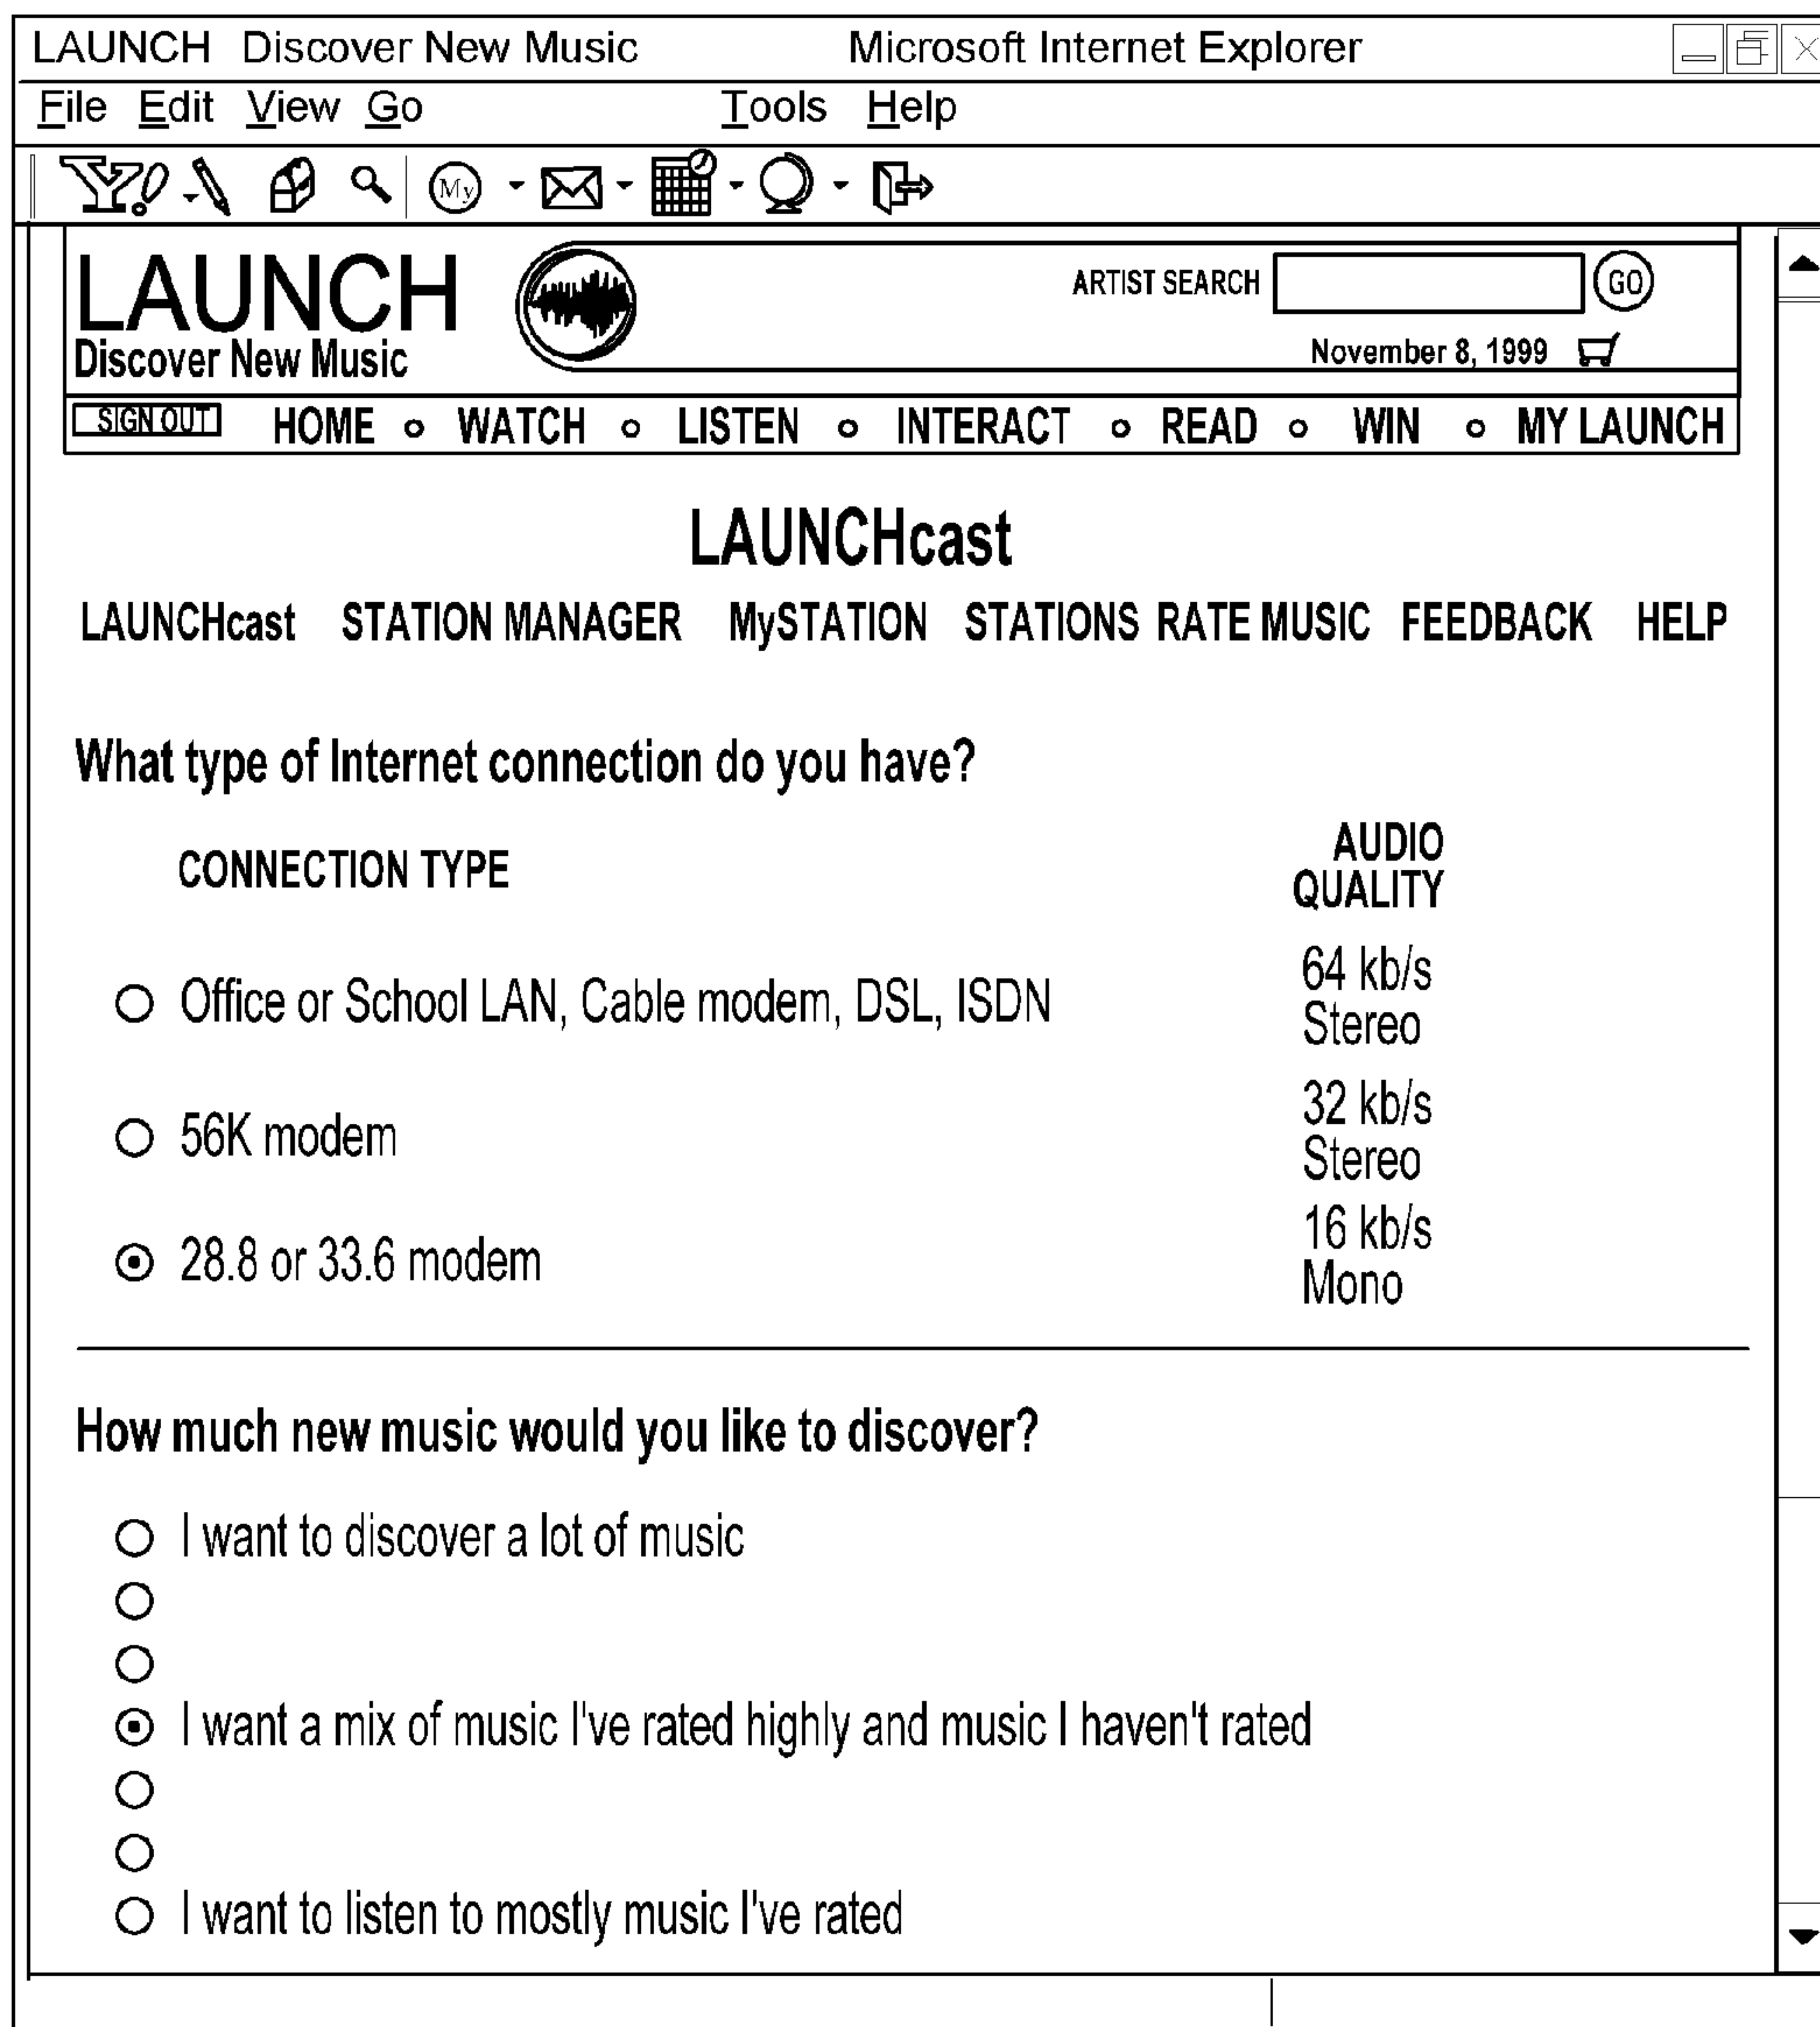 LAUNCH Discover New Music Microsoft Internet Explorer
File Edit View Go Tools Help
Y! My
LAUNCH
Discover New Music
ARTIST SEARCH GO
November 8, 1999
SIGN OUT HOME WATCH LISTEN INTERACT READ WIN MY LAUNCH
LAUNCHcast
LAUNCHcast STATION MANAGER MySTATION STATIONS RATE MUSIC FEEDBACK HELP
What type of Internet connection do you have?
CONNECTION TYPE
AUDIO
QUALITY
Office or School LAN, Cable modem, DSL, ISDN
64 kb/s
Stereo
56K modem
32 kb/s
Stereo
28.8 or 33.6 modem
16 kb/s
Mono
How much new music would you like to discover?
I want to discover a lot of music
I want a mix of music I've rated highly and music I haven't rated
I want to listen to mostly music I've rated